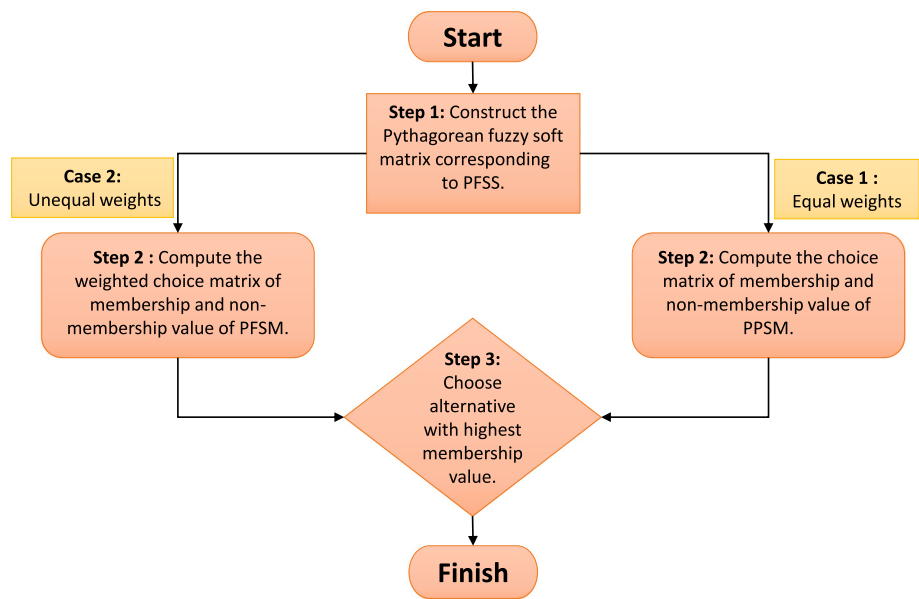 Start
Step 1: Construct the
Pythagorean fuzzy soft
matrix corresponding
to PFSS.
Case 2:
Unequal weights
Case 1 :
Equal weights
Step 2 : Compute the
weighted choice matrix of
membership and non-
membership value of PFSM.
Step 2: Compute the choice
matrix of membership and
non-membership value of
PPSM.
Step 3:
Choose
alternative
with highest
membership
value.
Finish